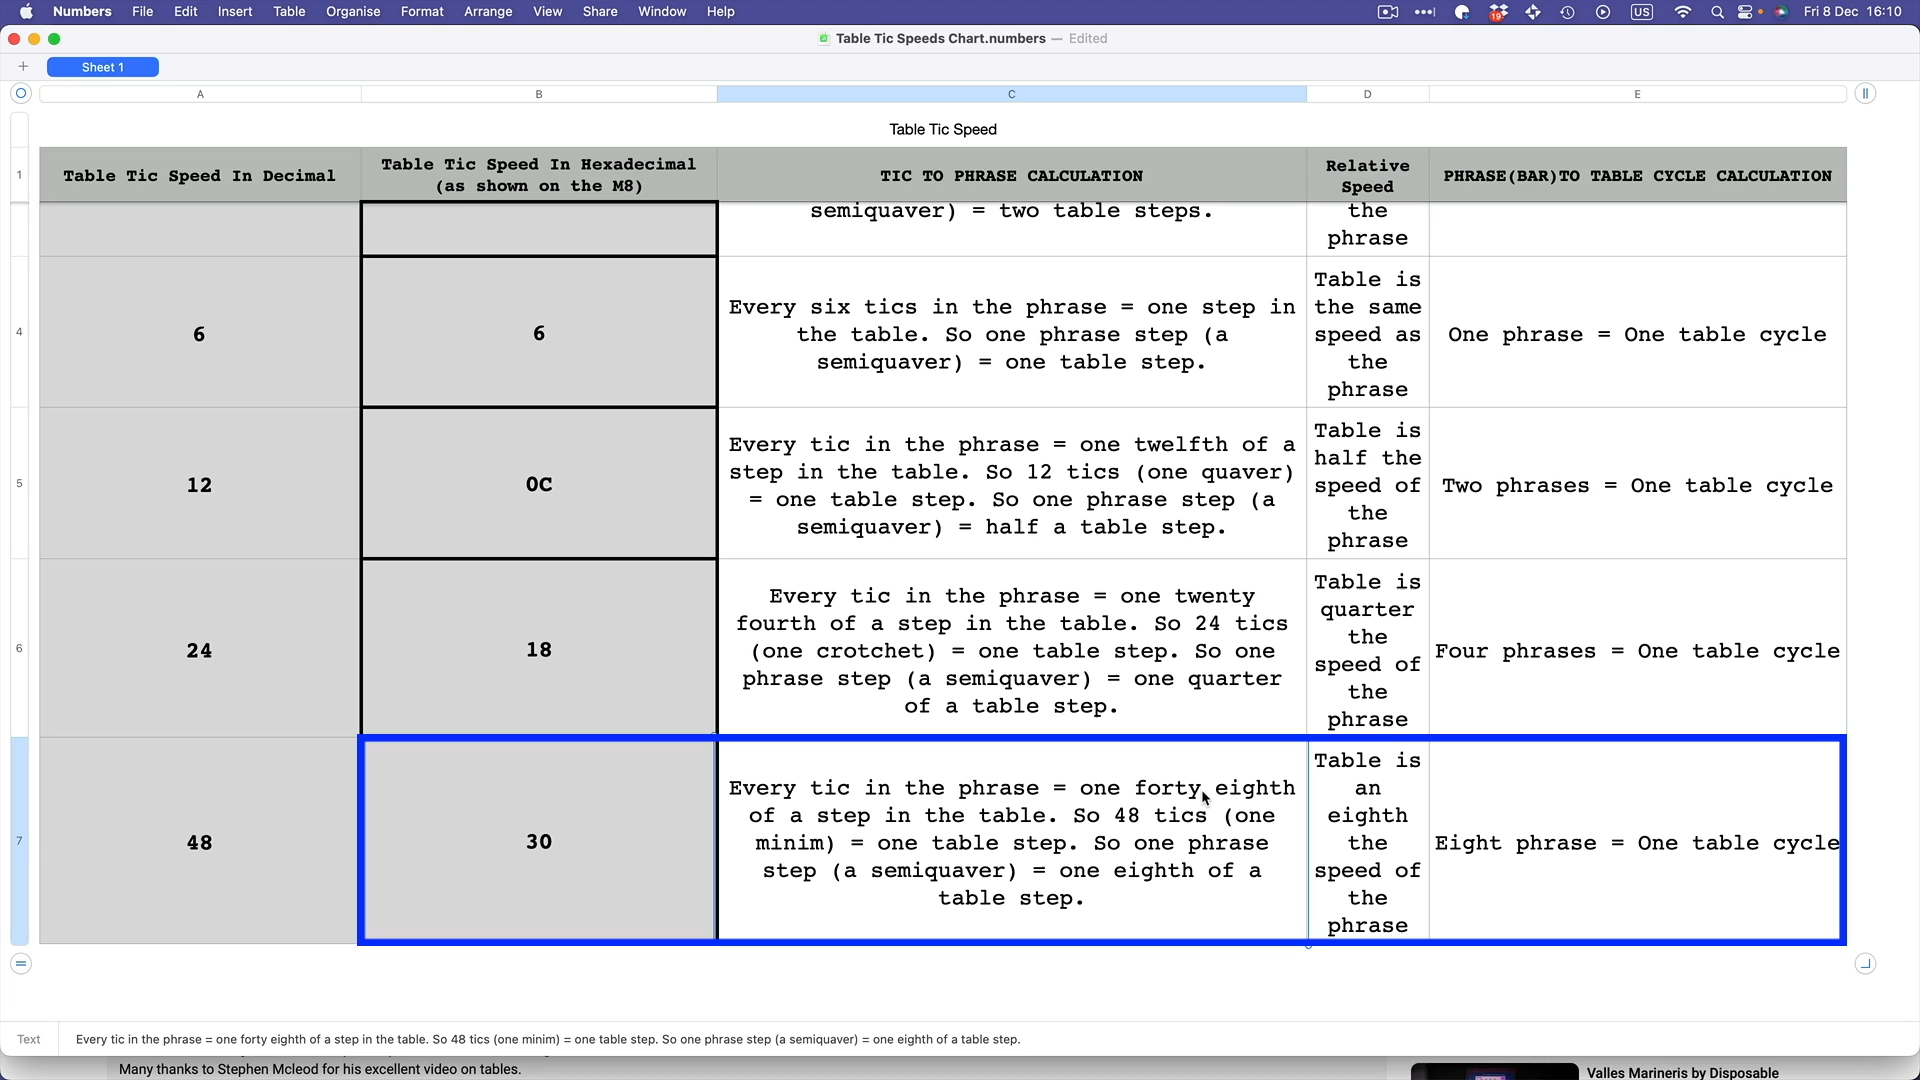 Numbers File Edit Insert Table Organise Format Arrange View Share Window Help
19 US Fri 8 Dec 16:10
Table Tic Speeds Chart.numbers — Edited
+ Sheet 1
A B C D E
Table Tic Speed
1
Table Tic Speed In Decimal
Table Tic Speed In Hexadecimal
(as shown on the M8)
TIC TO PHRASE CALCULATION
Relative
Speed
PHRASE(BAR)TO TABLE CYCLE CALCULATION
semiquaver) = two table steps.
the
phrase
4
6
6
Every six tics in the phrase = one step in
the table. So one phrase step (a
semiquaver) = one table step.
Table is
the same
speed as
the
phrase
One phrase = One table cycle
5
12
0C
Every tic in the phrase = one twelfth of a
step in the table. So 12 tics (one quaver)
= one table step. So one phrase step (a
semiquaver) = half a table step.
Table is
half the
speed of
the
phrase
Two phrases = One table cycle
6
24
18
Every tic in the phrase = one twenty
fourth of a step in the table. So 24 tics
(one crotchet) = one table step. So one
phrase step (a semiquaver) = one quarter
of a table step.
Table is
quarter
the
speed of
the
phrase
Four phrases = One table cycle
7
48
30
Every tic in the phrase = one forty eighth
of a step in the table. So 48 tics (one
minim) = one table step. So one phrase
step (a semiquaver) = one eighth of a
table step.
Table is
an
eighth
the
speed of
the
phrase
Eight phrase = One table cycle
Text
Every tic in the phrase = one forty eighth of a step in the table. So 48 tics (one minim) = one table step. So one phrase step (a semiquaver) = one eighth of a table step.
Many thanks to Stephen Mcleod for his excellent video on tables.
Valles Marineris by Disposable